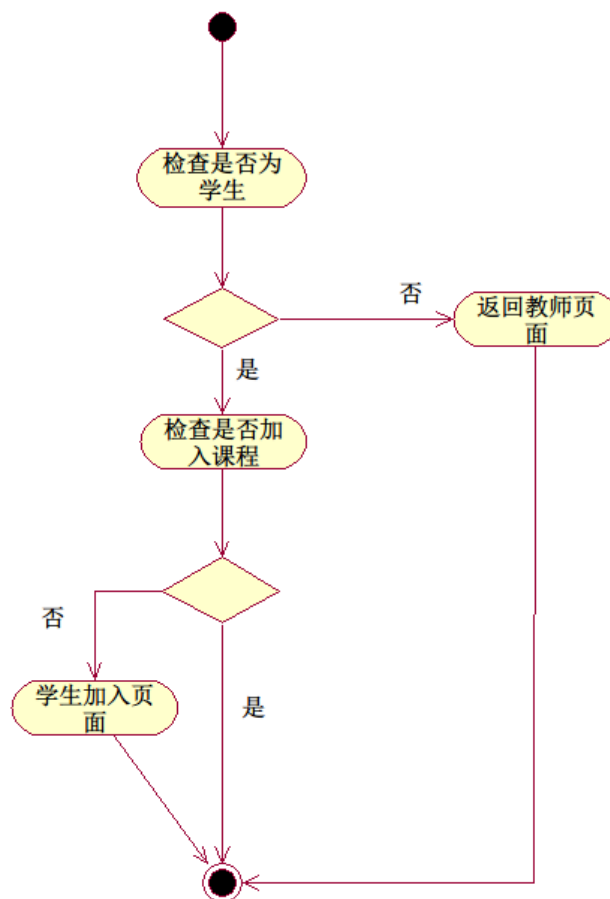 检查是否为
学生
否
返回教师页
面
是
检查是否加
入课程
否
学生加入页
面
是